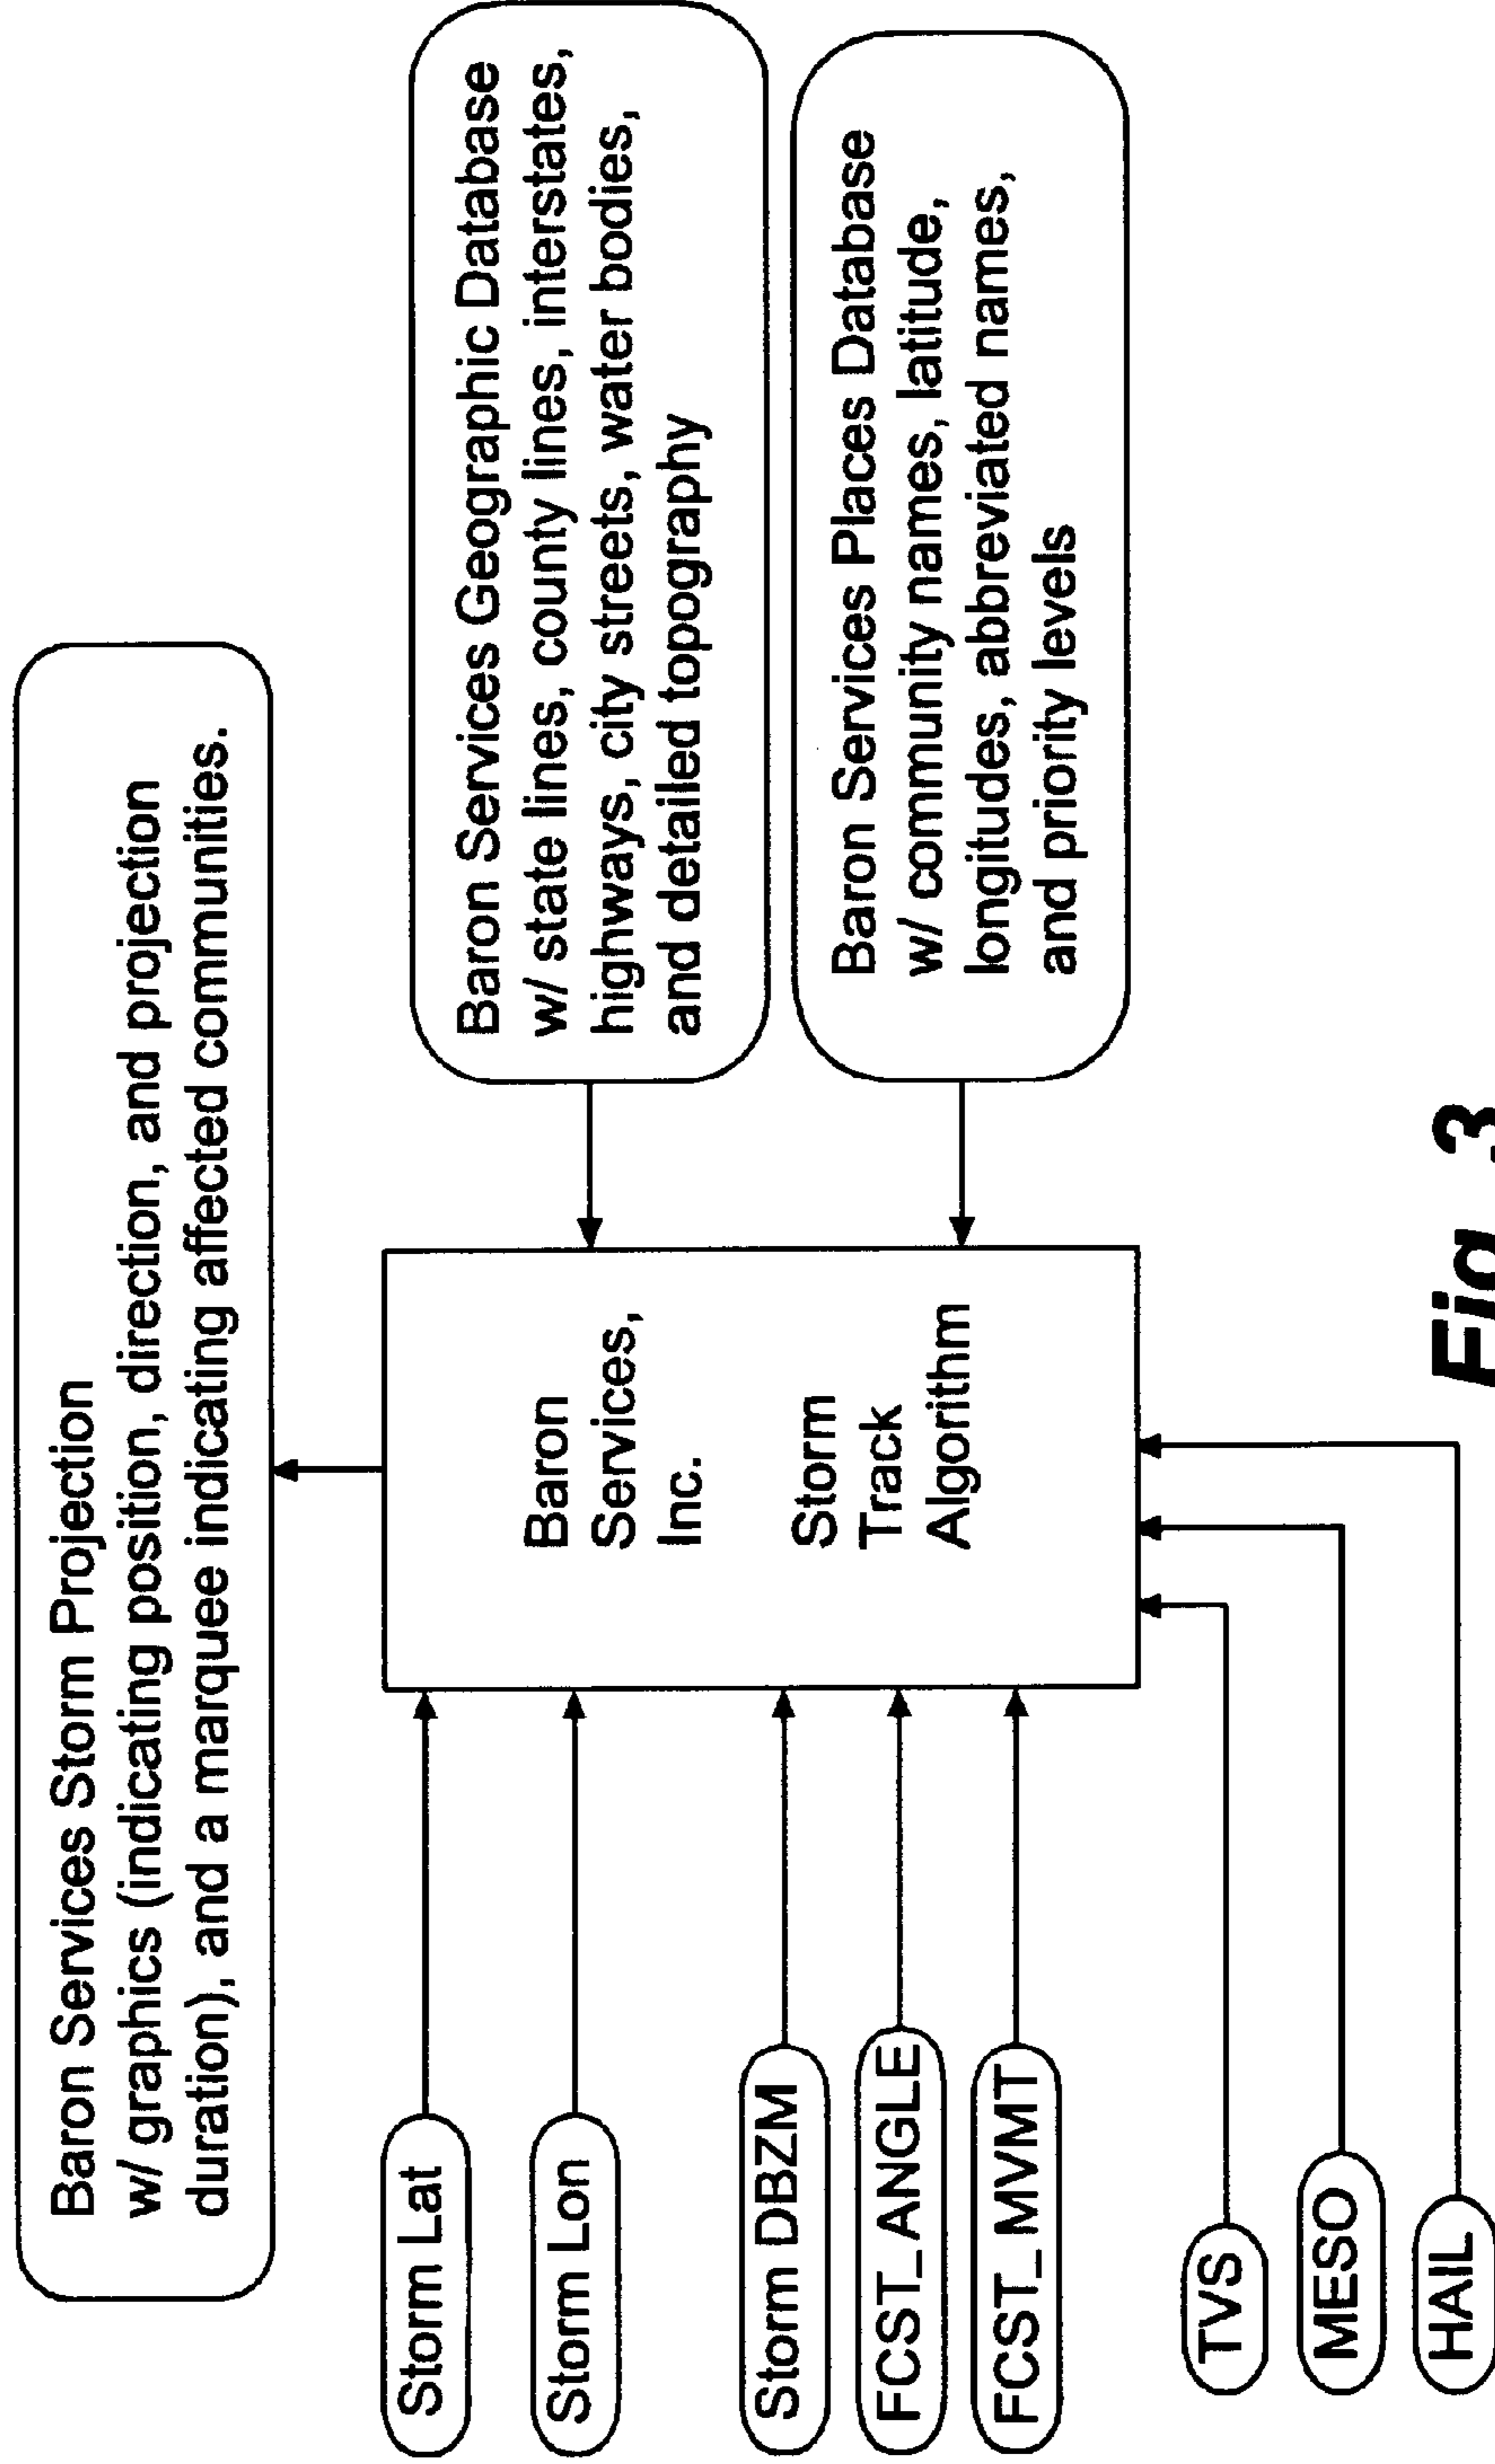 Baron Services Storm Projection
w/ graphics (indicating position, direction, and projection
duration), and a marquee indicating affected communities.
Storm Lat
Storm Lon
Storm DBZM
FCST_ANGLE
FCST_MVMT
TVS
MESO
HAIL
Baron
Services,
Inc.
Storm
Track
Algorithm
Baron Services Geographic Database
w/ state lines, county lines, interstates,
highways, city streets, water bodies,
and detailed topography
Baron Services Places Database
w/ community names, latitude,
longitudes, abbreviated names,
and priority levels
Fig. 3